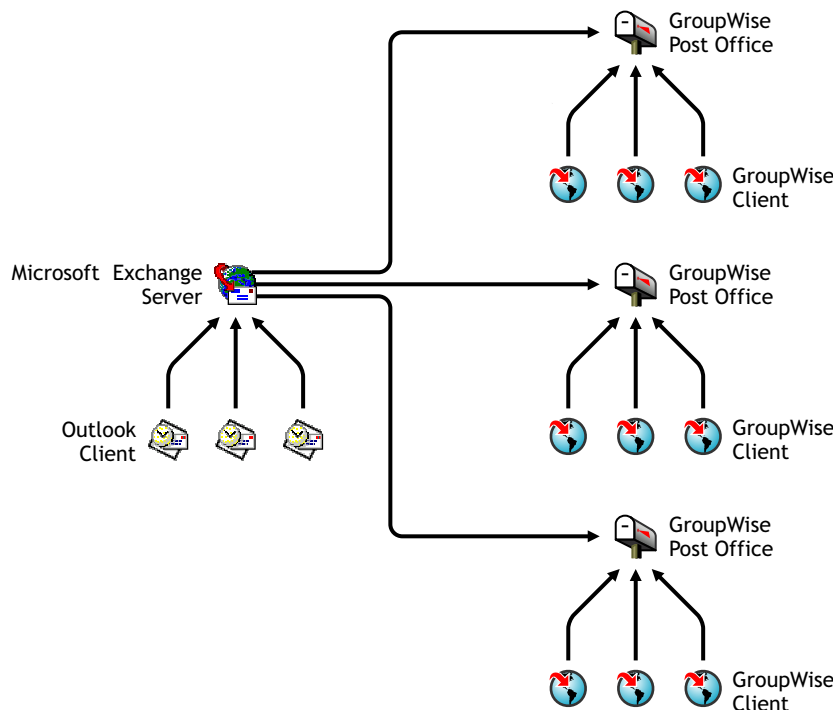 GroupWise
Post Office
GroupWise
Client
Microsoft Exchange
Server
GroupWise
Post Office
Outlook
Client
GroupWise
Client
GroupWise
Post Office
GroupWise
Client